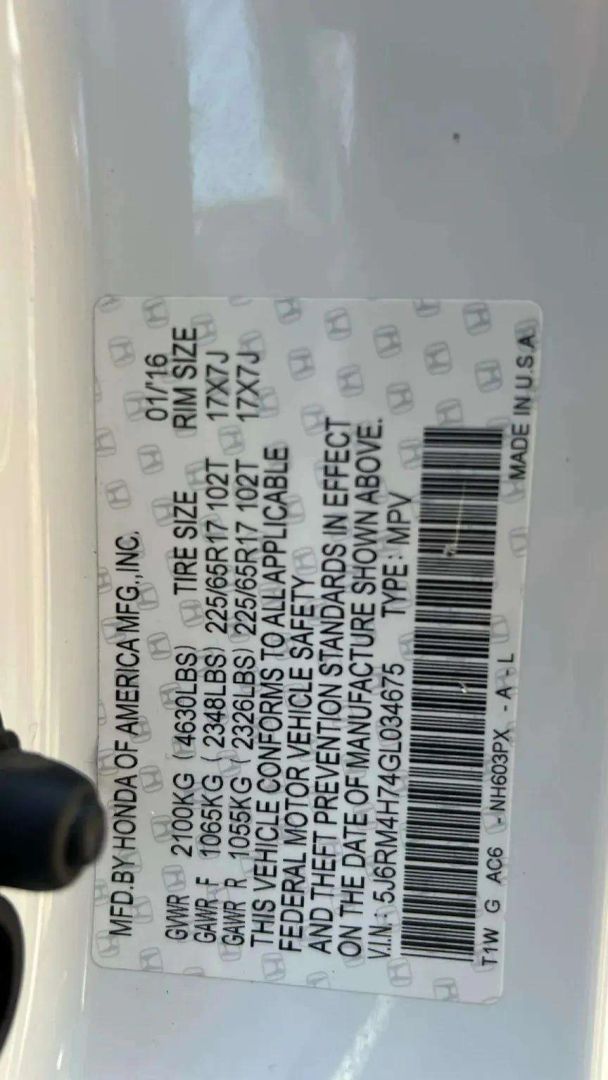 MFD.BY HONDA OF AMERICA MFG.,INC. 01/'16
GVWR 2100KG (4630LBS) TIRE SIZE RIM SIZE
GAWR F 1065KG (2348LBS) 225/65R17 102T 17X7J
GAWR R 1055KG (2326LBS) 225/65R17 102T 17X7J
THIS VEHICLE CONFORMS TO ALL APPLICABLE
FEDERAL MOTOR VEHICLE SAFETY
AND THEFT PREVENTION STANDARDS IN EFFECT
ON THE DATE OF MANUFACTURE SHOWN ABOVE.
V.I.N.: 5J6RM4H74GL034675 TYPE: MPV
T1W G AC6 - NH603PX - A - L MADE IN U.S.A